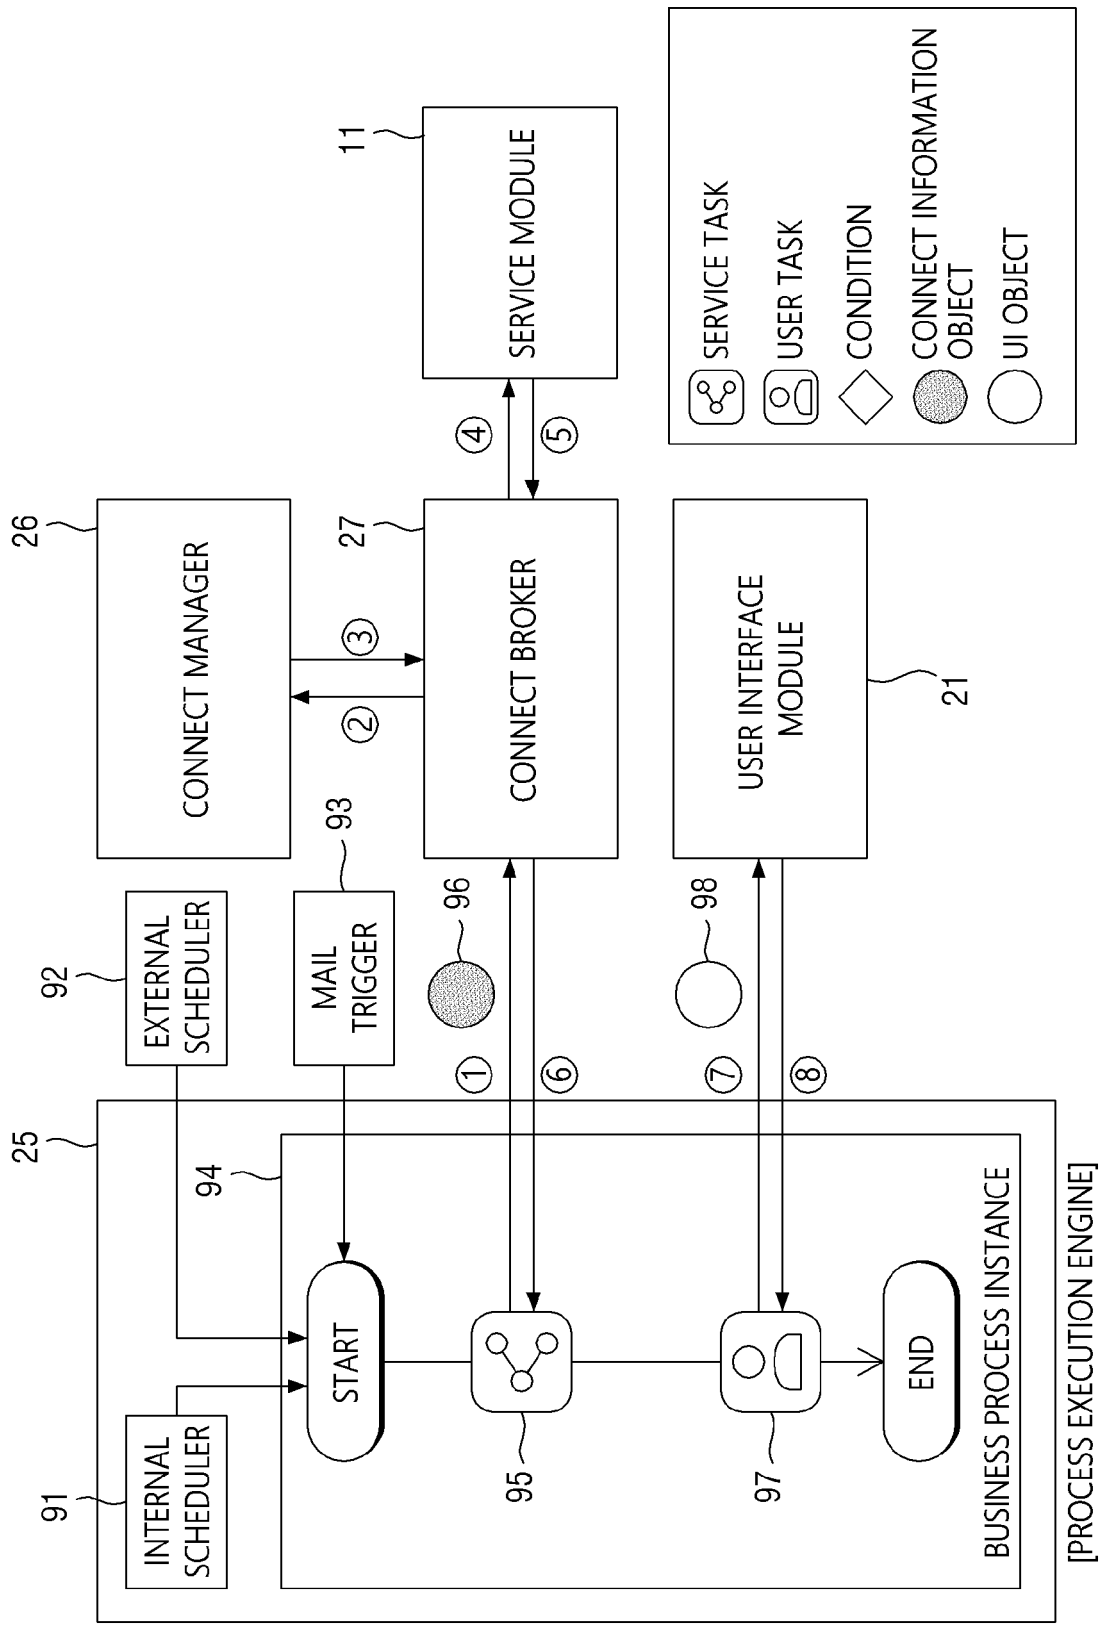 25
91
INTERNAL
SCHEDULER
92
EXTERNAL
SCHEDULER
93
MAIL
TRIGGER
26
CONNECT MANAGER
94
START
95
97
END
BUSINESS PROCESS INSTANCE
[PROCESS EXECUTION ENGINE]
2
3
96
1
6
27
CONNECT BROKER
4
5
11
SERVICE MODULE
98
7
8
USER INTERFACE
MODULE
21
SERVICE TASK
USER TASK
CONDITION
CONNECT INFORMATION
OBJECT
UI OBJECT